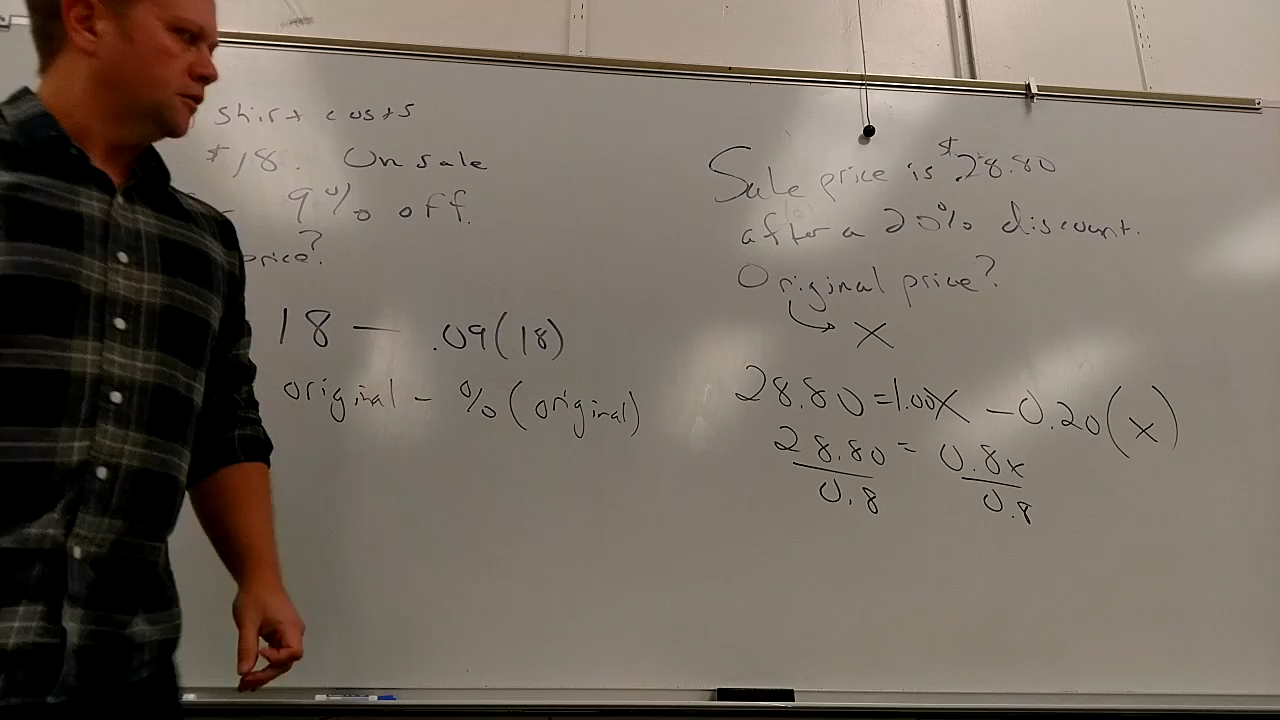 shirt costs
$18. On sale
9% off.
price?
18 - .09(18)
original - %(original)
Sale price is $28.80
after a 20% discount.
Original price?
x
28.80 = 1.00x - 0.20(x)
28.80 = 0.8x
0.8 0.8